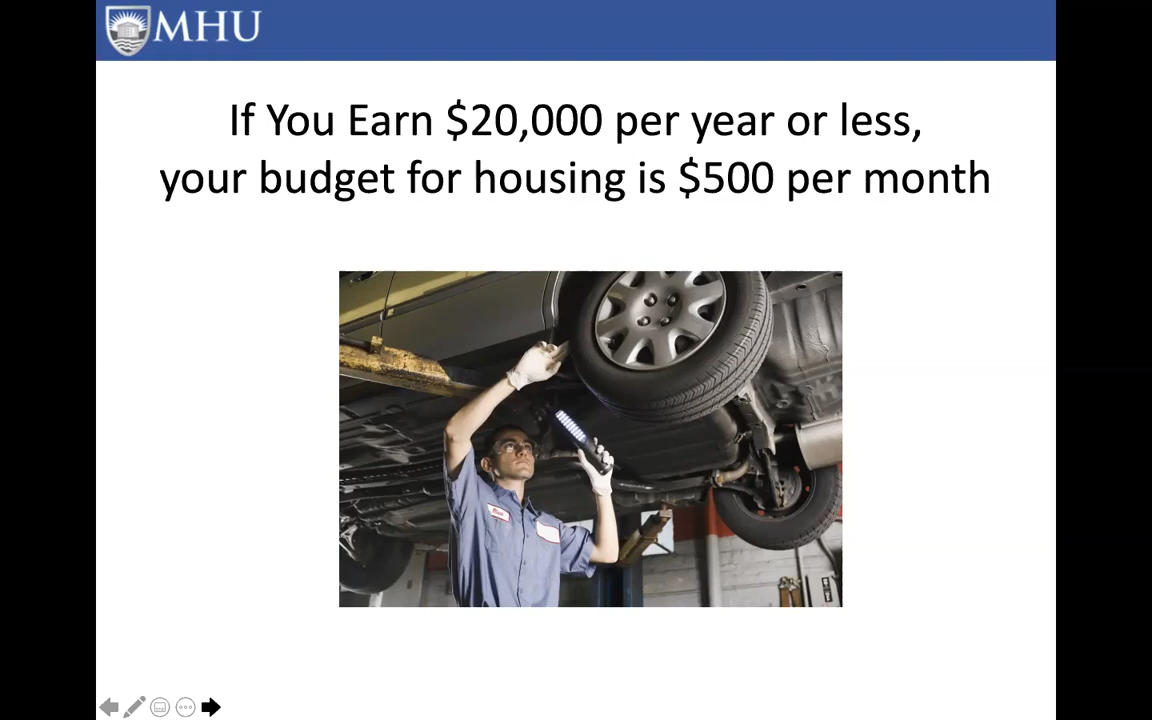 MHU
If You Earn $20,000 per year or less,
your budget for housing is $500 per month